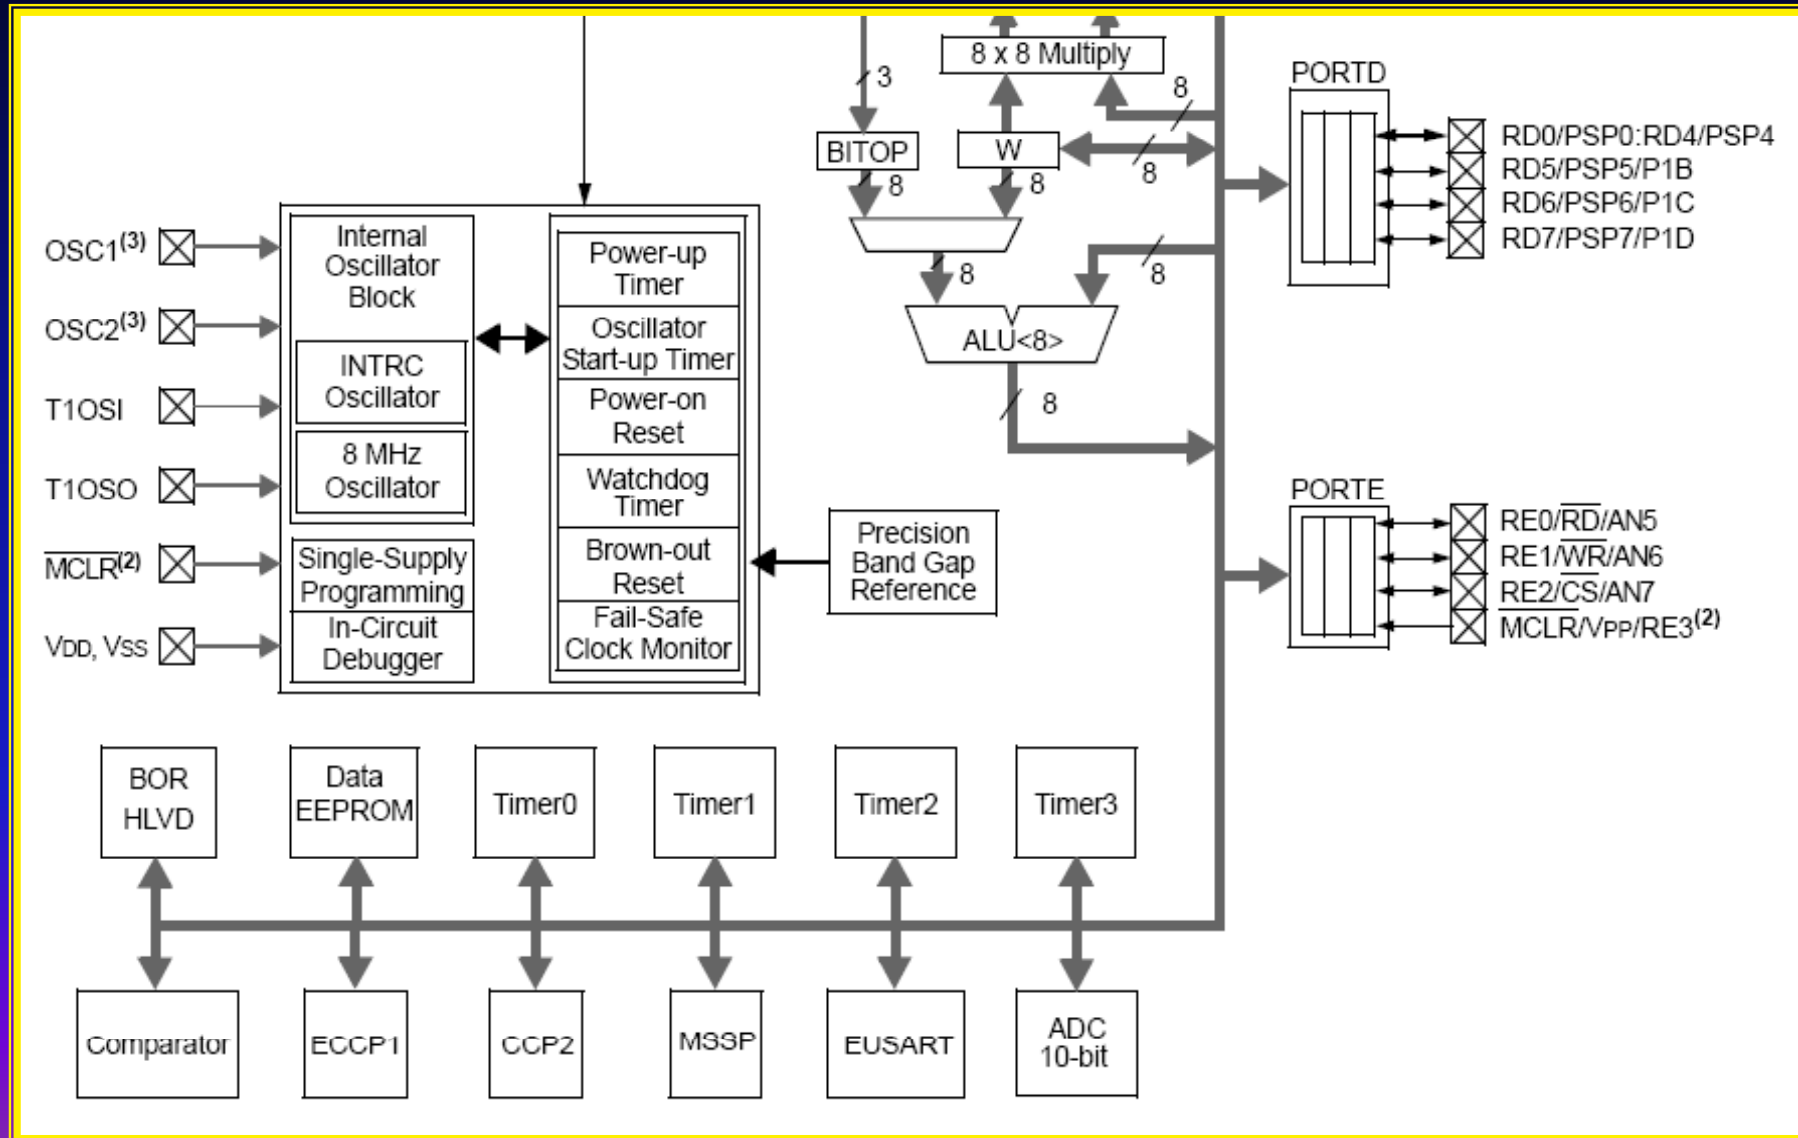 8 x 8 Multiply
3
8
BITOP
W
8
8
8
8
8
ALU<8>
8
PORTD
RD0/PSP0:RD4/PSP4
RD5/PSP5/P1B
RD6/PSP6/P1C
RD7/PSP7/P1D
OSC1(3)
OSC2(3)
T1OSI
T1OSO
MCLR(2)
VDD, VSS
Internal
Oscillator
Block
INTRC
Oscillator
8 MHz
Oscillator
Single-Supply
Programming
In-Circuit
Debugger
Power-up
Timer
Oscillator
Start-up Timer
Power-on
Reset
Watchdog
Timer
Brown-out
Reset
Fail-Safe
Clock Monitor
Precision
Band Gap
Reference
PORTE
RE0/RD/AN5
RE1/WR/AN6
RE2/CS/AN7
MCLR/VPP/RE3(2)
BOR
HLVD
Data
EEPROM
Timer0
Timer1
Timer2
Timer3
Comparator
ECCP1
CCP2
MSSP
EUSART
ADC
10-bit